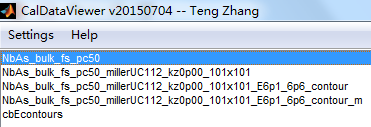 CalDataViewer v20150704 -- Teng Zhang
Settings Help
NbAs_bulk_fs_pc50
NbAs_bulk_fs_pc50_millerUC112_kz0p00_101x101
NbAs_bulk_fs_pc50_millerUC112_kz0p00_101x101_E6p1_6p6_contour
NbAs_bulk_fs_pc50_millerUC112_kz0p00_101x101_E6p1_6p6_contour_m
cbEcontours